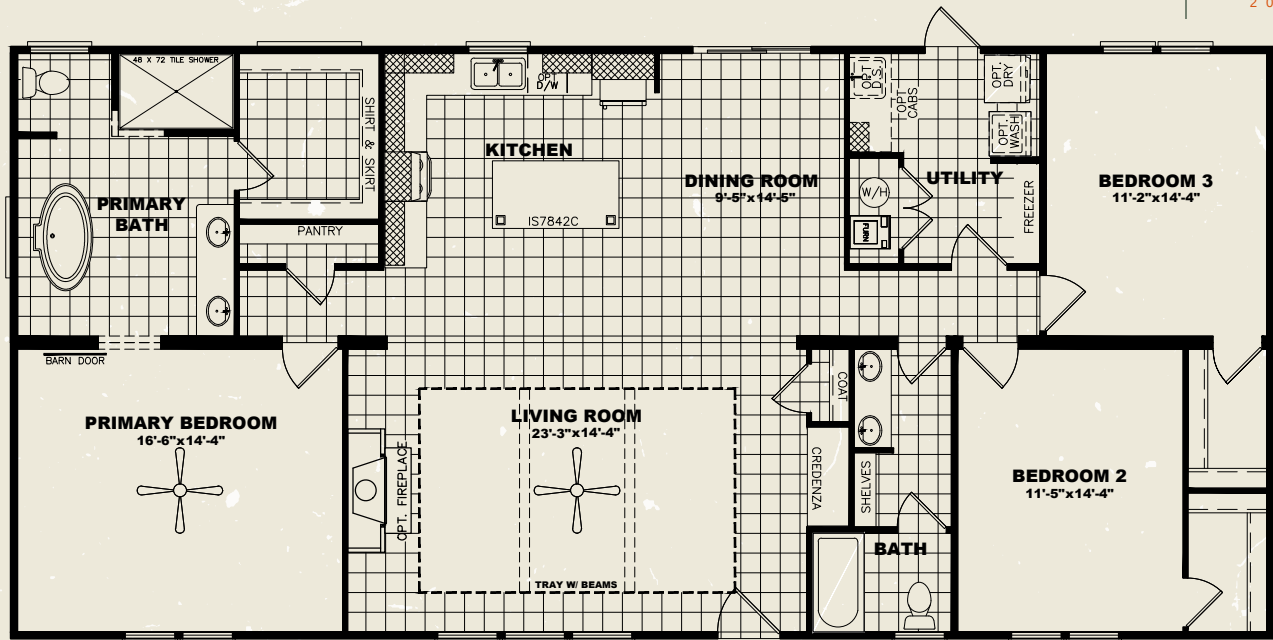 2 0
48 X 72 TILE SHOWER
SHIRT & SKIRT
PRIMARY
BATH
PANTRY
BARN DOOR
KITCHEN
OPT
D/W
IS7842C
DINING ROOM
9'-5"x14'-5"
OPT
D.S.
OPT
CABS
OPT.
DRY
OPT.
WASH
UTILITY
W/H
FURN
FREEZER
BEDROOM 3
11'-2"x14'-4"
PRIMARY BEDROOM
16'-6"x14'-4"
OPT. FIREPLACE
LIVING ROOM
23'-3"x14'-4"
TRAY W/ BEAMS
COAT
CREDENZA
SHELVES
BATH
BEDROOM 2
11'-5"x14'-4"